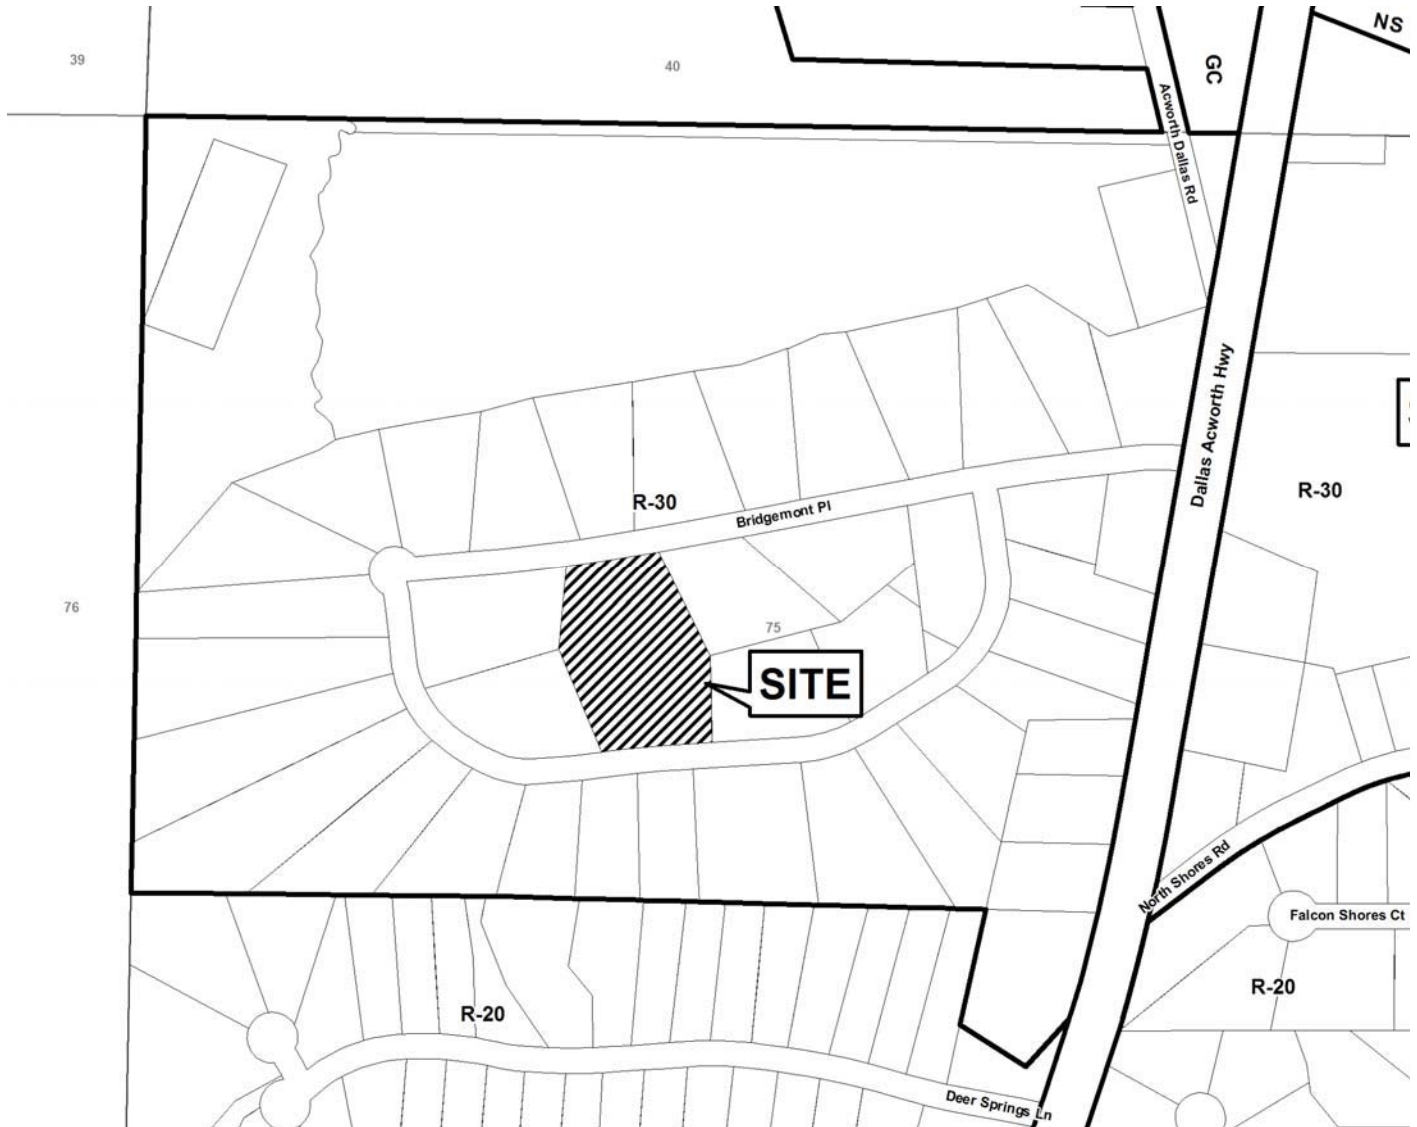 NS
39
40
GC
Acworth Dallas Rd
Dallas Acworth Hwy
R-30
R-30
Bridgemont Pl
76
75
SITE
North Shores Rd
Falcon Shores Ct
R-20
R-20
Deer Springs Ln